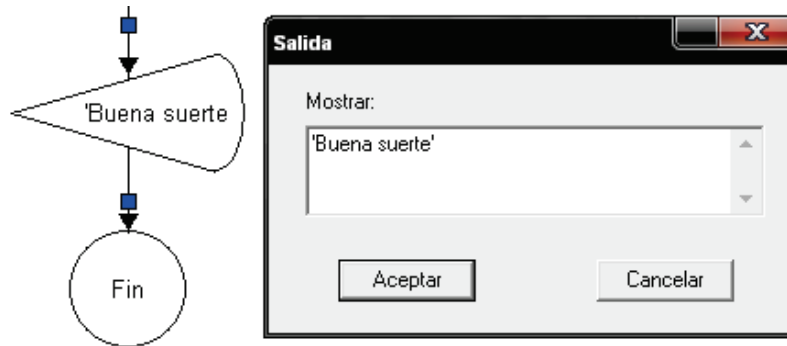 'Buena suerte
Fin
Salida
Mostrar:
'Buena suerte'
Aceptar
Cancelar